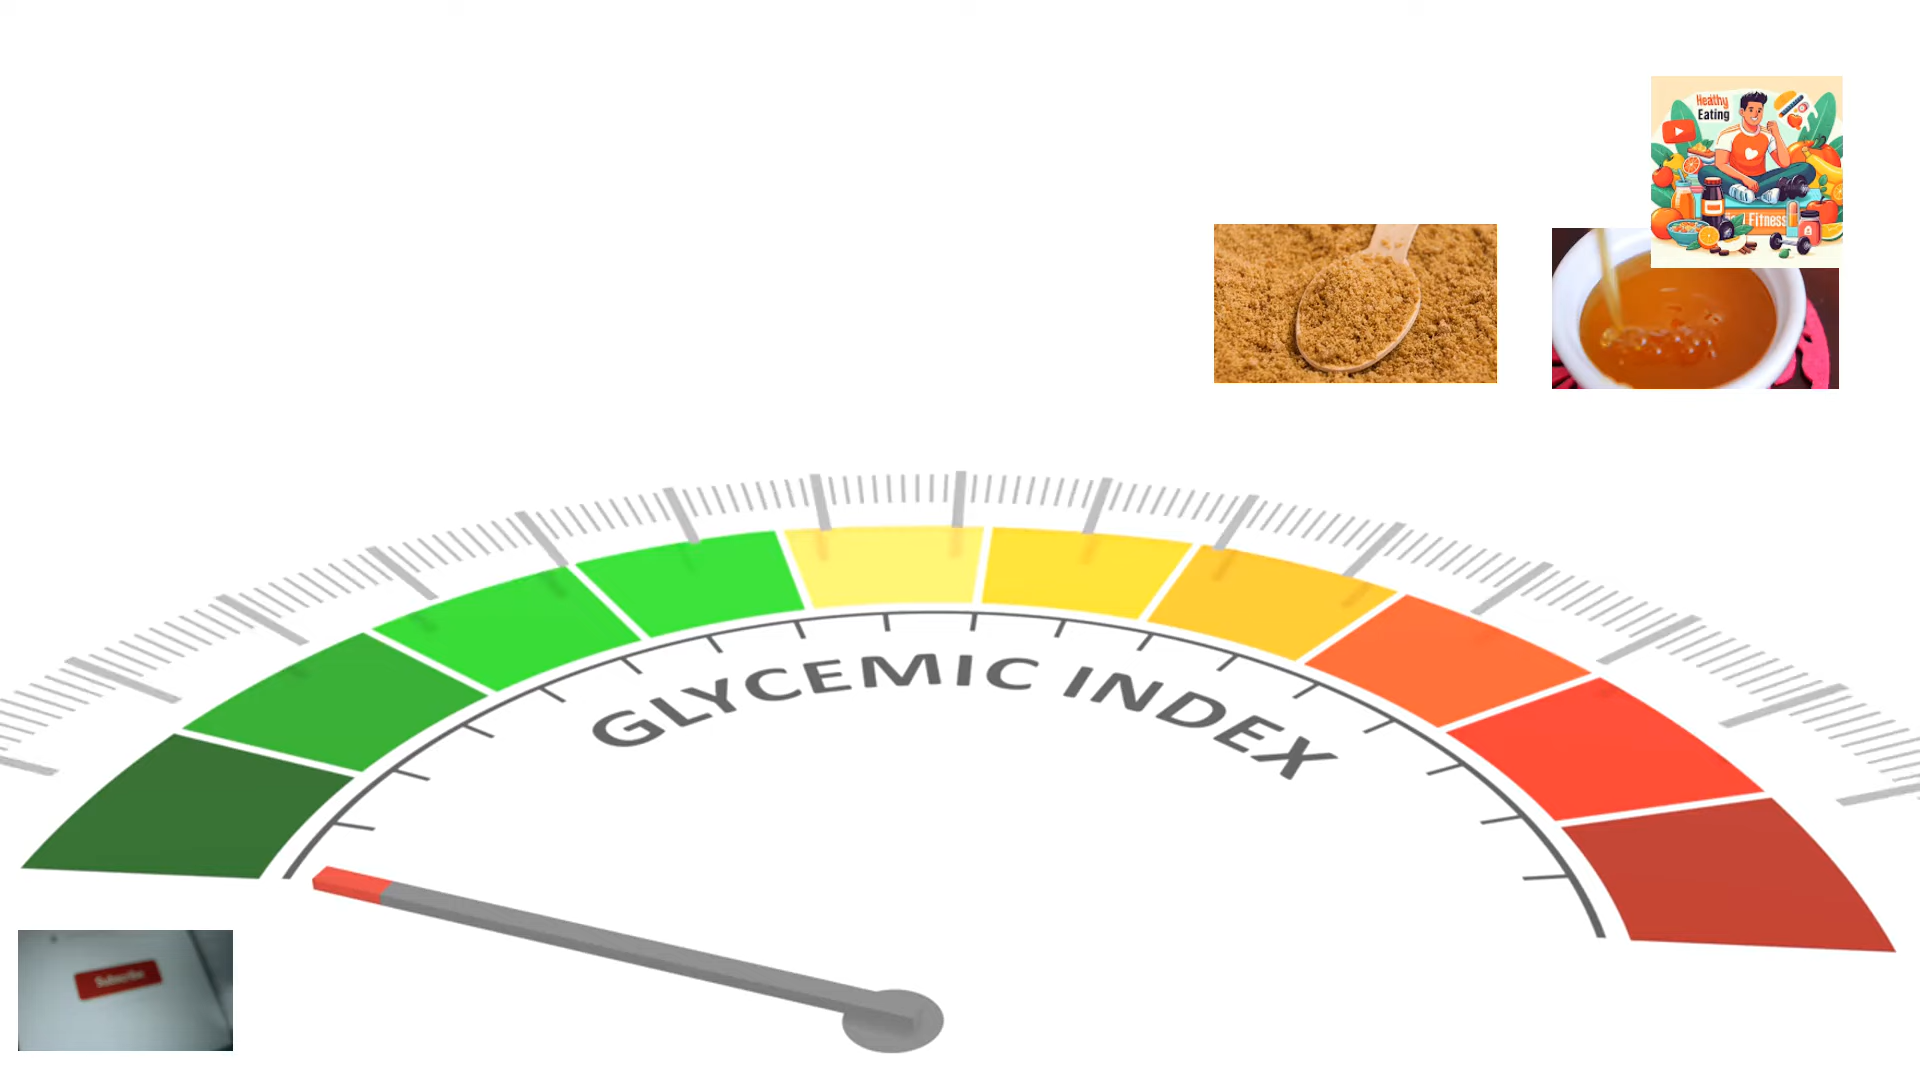 Healthy
Eating
Fitness
GLYCEMIC INDEX
Subscribe